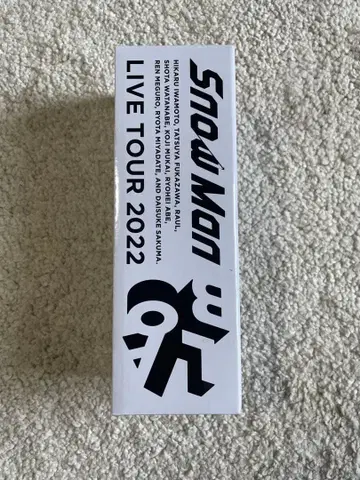 Snow Man
HIKARU IWAMOTO, TATSUYA FUKAZAWA, RAUL,
SHOTA WATANABE, KOJI MUKAI, RYOHEI ABE,
REN MEGURO, RYOTA MIYADATE, AND DAISUKE SAKUMA.
LIVE TOUR 2022